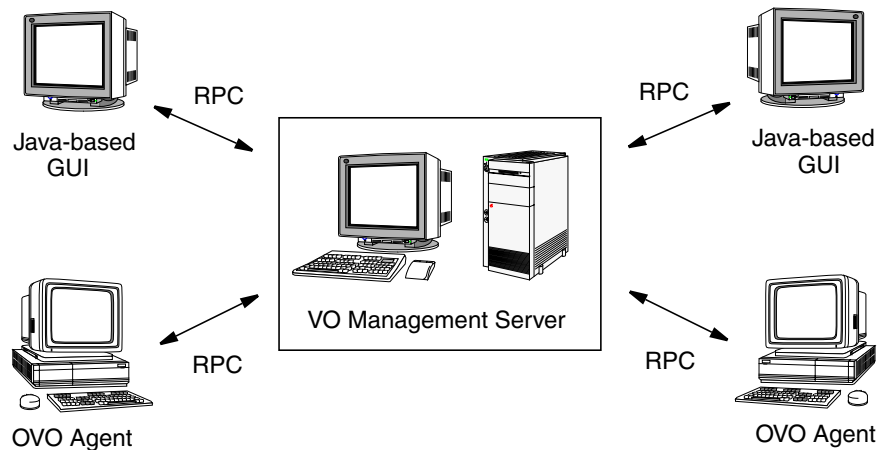 RPC
RPC
Java-based
GUI
Java-based
GUI
VO Management Server
RPC
RPC
OVO Agent
OVO Agent